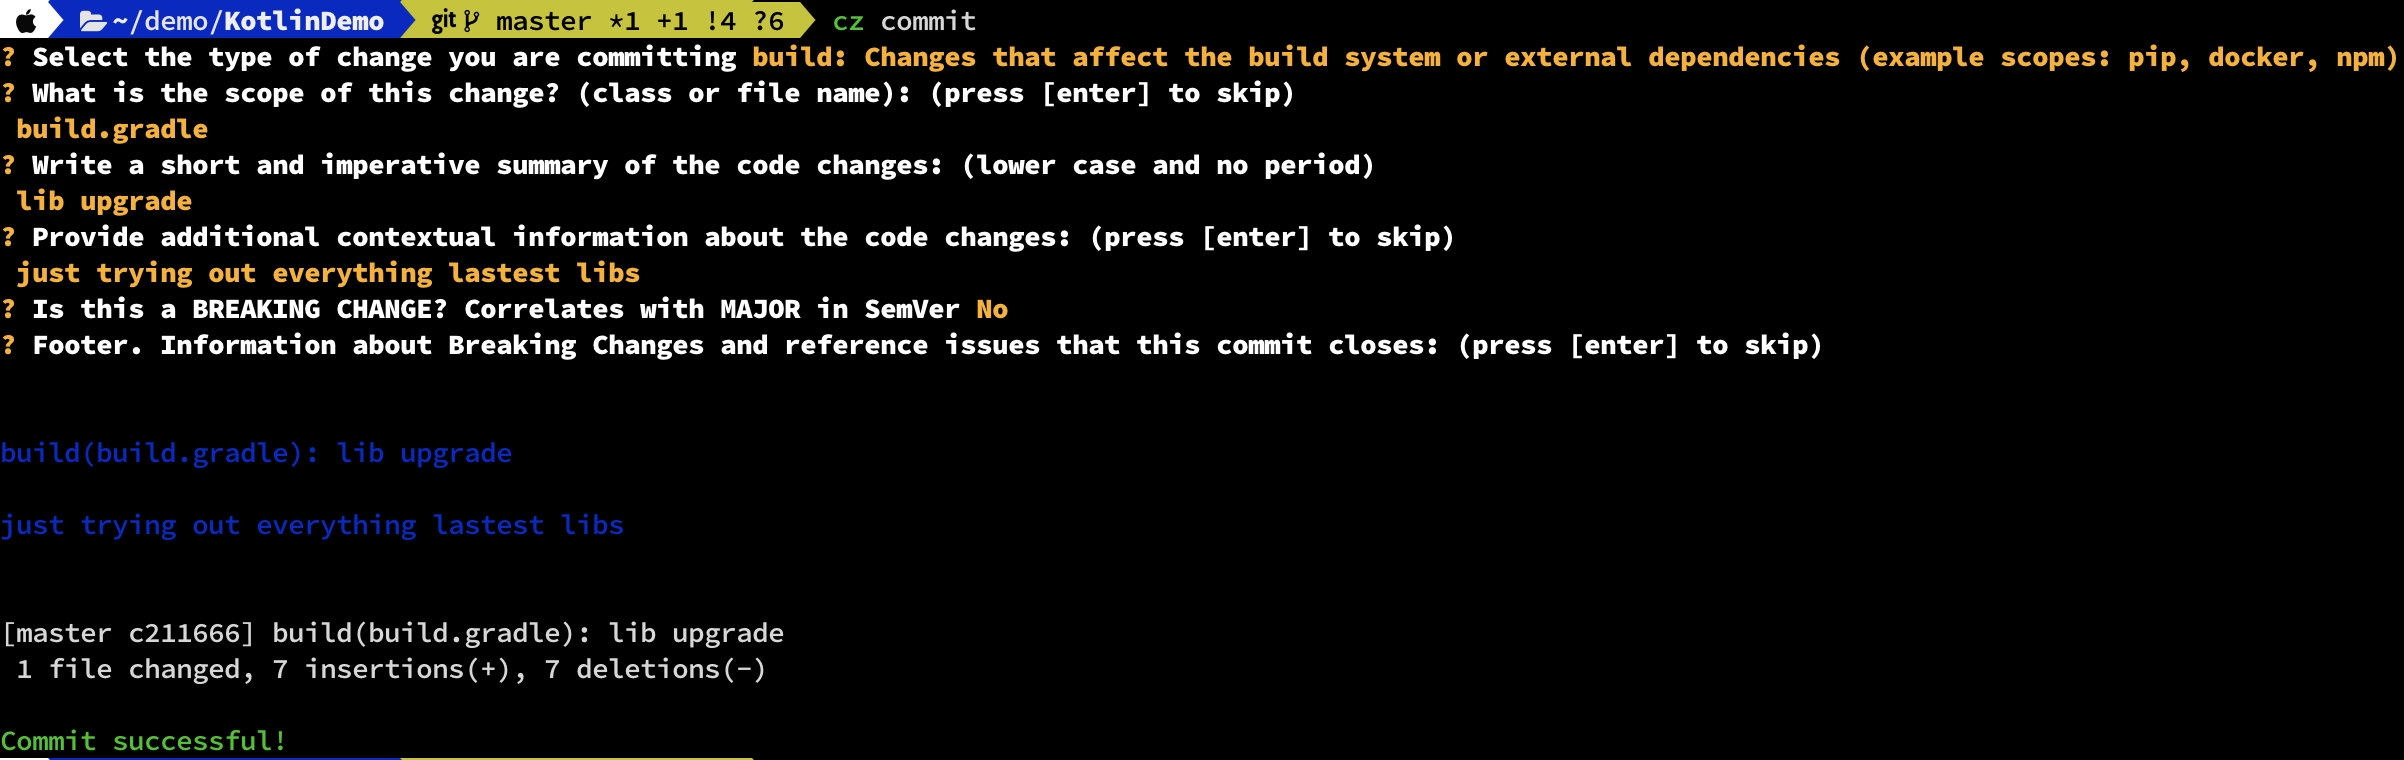 ~/demo/KotlinDemo git master *1 +1 !4 ?6 cz commit
? Select the type of change you are committing build: Changes that affect the build system or external dependencies (example scopes: pip, docker, npm)
? What is the scope of this change? (class or file name): (press [enter] to skip)
build.gradle
? Write a short and imperative summary of the code changes: (lower case and no period)
lib upgrade
? Provide additional contextual information about the code changes: (press [enter] to skip)
just trying out everything lastest libs
? Is this a BREAKING CHANGE? Correlates with MAJOR in SemVer No
? Footer. Information about Breaking Changes and reference issues that this commit closes: (press [enter] to skip)
build(build.gradle): lib upgrade
just trying out everything lastest libs
[master c211666] build(build.gradle): lib upgrade
1 file changed, 7 insertions(+), 7 deletions(-)
Commit successful!